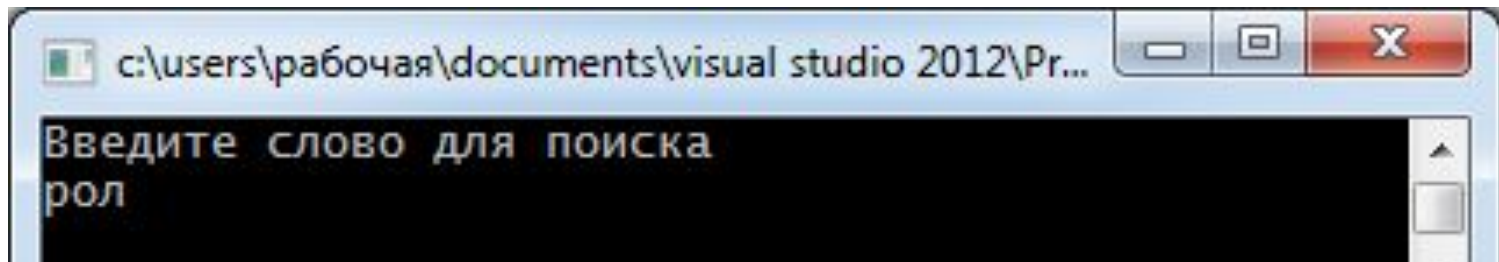 c:\users\рабочая\documents\visual studio 2012\Pr...
Введите слово для поиска
рол